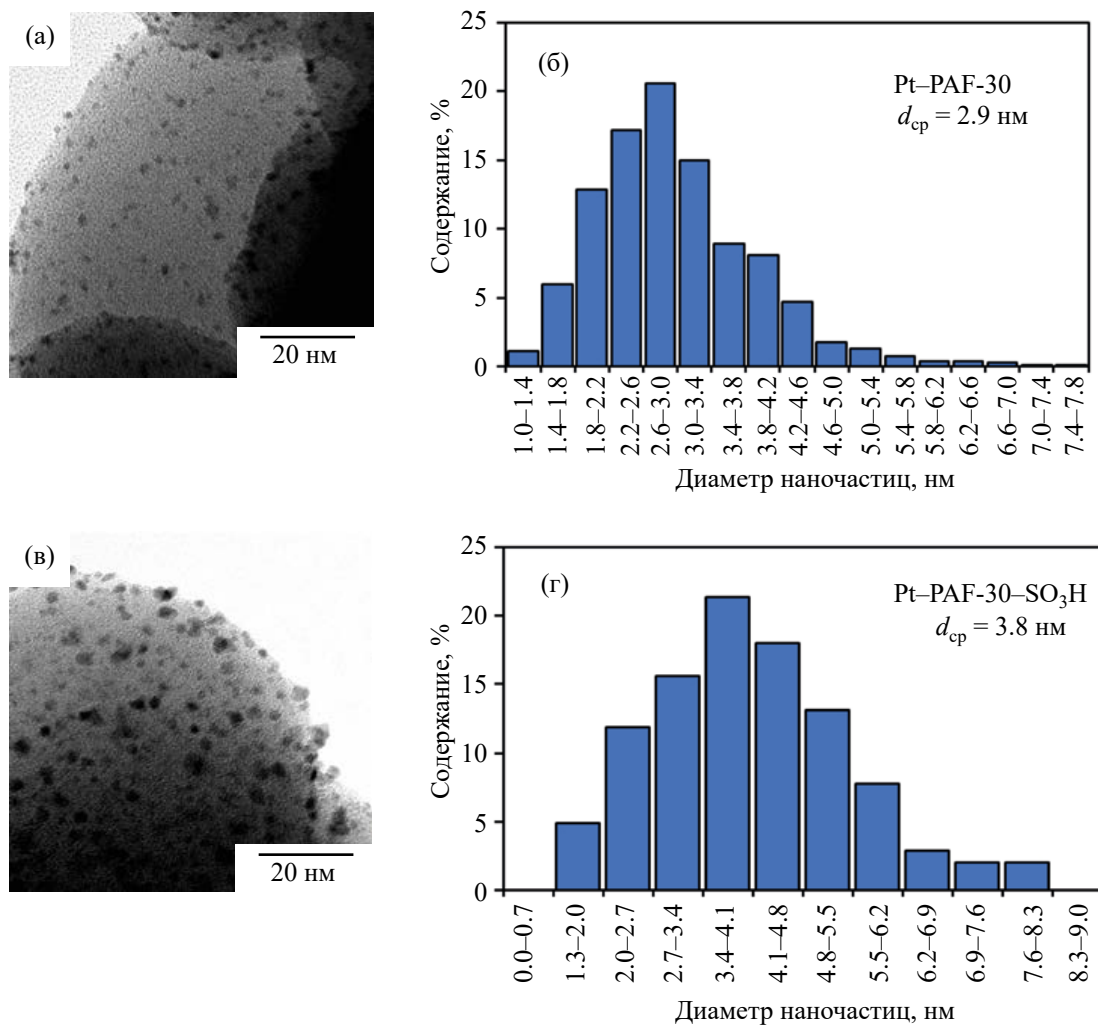 (а)
20 нм
(б)
Pt–PAF-30
dср = 2.9 нм
Содержание, %
25
20
15
10
5
0
1.0–1.4
1.4–1.8
1.8–2.2
2.2–2.6
2.6–3.0
3.0–3.4
3.4–3.8
3.8–4.2
4.2–4.6
4.6–5.0
5.0–5.4
5.4–5.8
5.8–6.2
6.2–6.6
6.6–7.0
7.0–7.4
7.4–7.8
Диаметр наночастиц, нм
(в)
20 нм
(г)
Pt–PAF-30–SO₃H
dср = 3.8 нм
Содержание, %
25
20
15
10
5
0
0.0–0.7
1.3–2.0
2.0–2.7
2.7–3.4
3.4–4.1
4.1–4.8
4.8–5.5
5.5–6.2
6.2–6.9
6.9–7.6
7.6–8.3
8.3–9.0
Диаметр наночастиц, нм